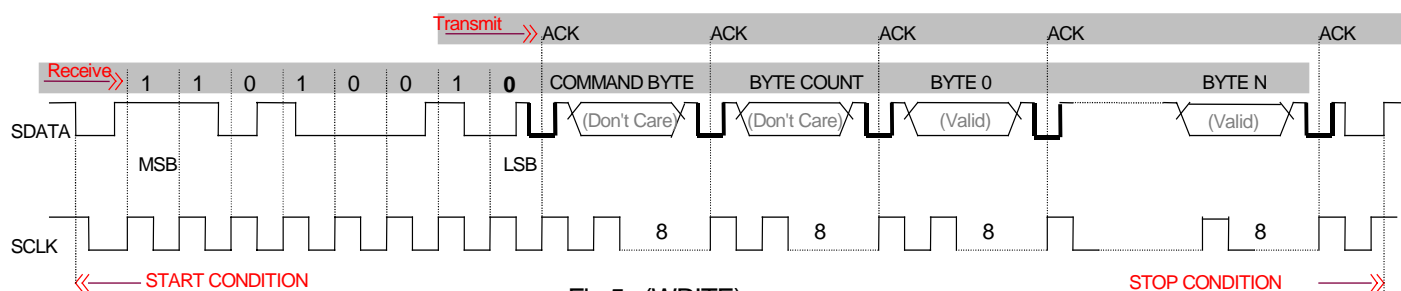 Transmit ACK ACK ACK ACK ACK
Receive 1 1 0 1 0 0 1 0 COMMAND BYTE BYTE COUNT BYTE 0 BYTE N
SDATA (Don't Care) (Don't Care) (Valid) (Valid)
MSB LSB
SCLK 8 8 8 8
START CONDITION STOP CONDITION
(WRITE)